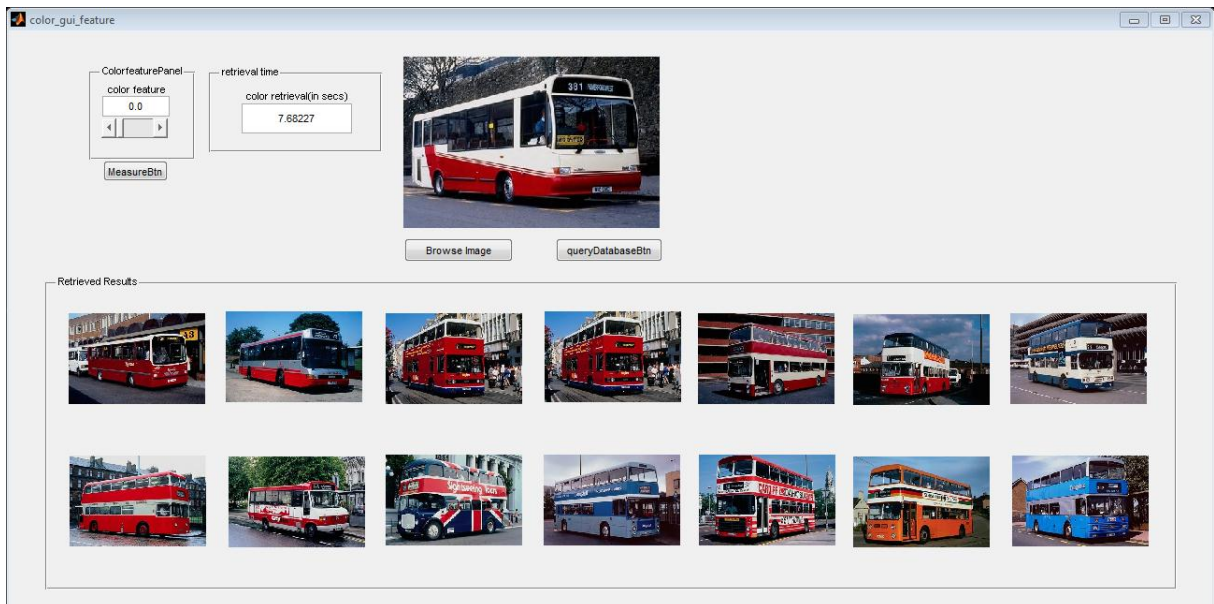 color_gui_feature
ColorfeaturePanel
color feature
0.0
MeasureBtn
retrieval time
color retrieval(in secs)
7.68227
381
Browse Image
queryDatabaseBtn
Retrieved Results
Sightseeing Tours